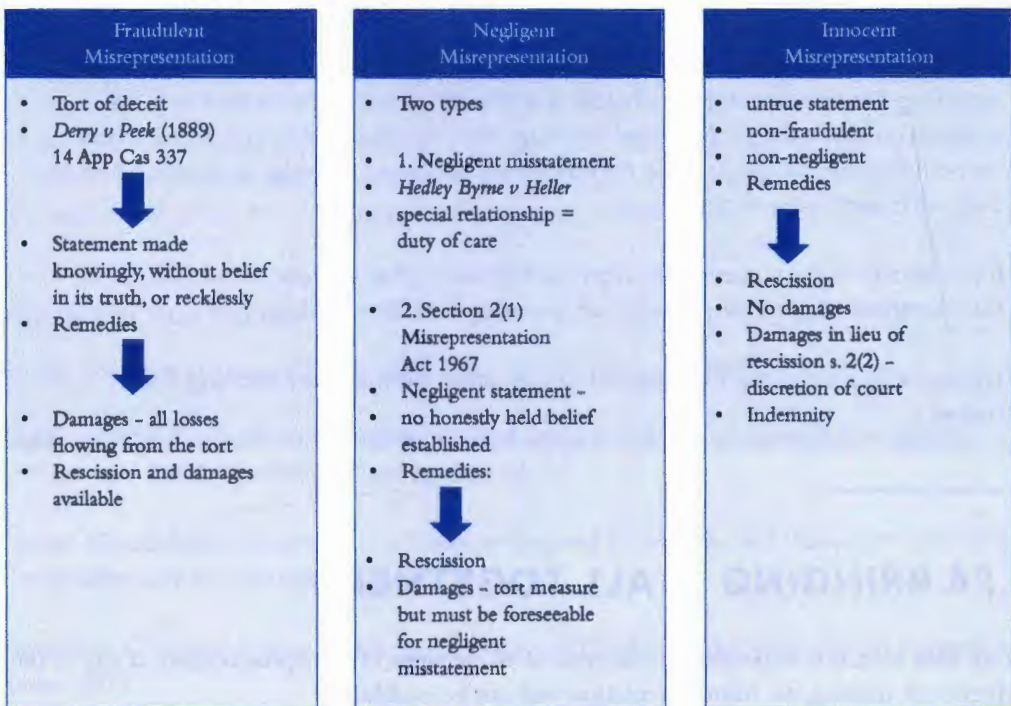 Fraudulent
Misrepresentation
• Tort of deceit
• Derry v Peek (1889)
14 App Cas 337
• Statement made
knowingly, without belief
in its truth, or recklessly
• Remedies
• Damages – all losses
flowing from the tort
• Rescission and damages
available
Negligent
Misrepresentation
Two types
• 1. Negligent misstatement
• Hedley Byrne v Heller
special relationship =
duty of care
• 2. Section 2(1)
Misrepresentation
Act 1967
• Negligent statement –
no honestly held belief
established
• Remedies:
• Rescission
• Damages – tort measure
but must be foreseeable
for negligent
misstatement
Innocent
Misrepresentation
• untrue statement
• non-fraudulent
• non-negligent
• Remedies
• Rescission
No damages
• Damages in lieu of
rescission s. 2(2) –
discretion of court
• Indemnity